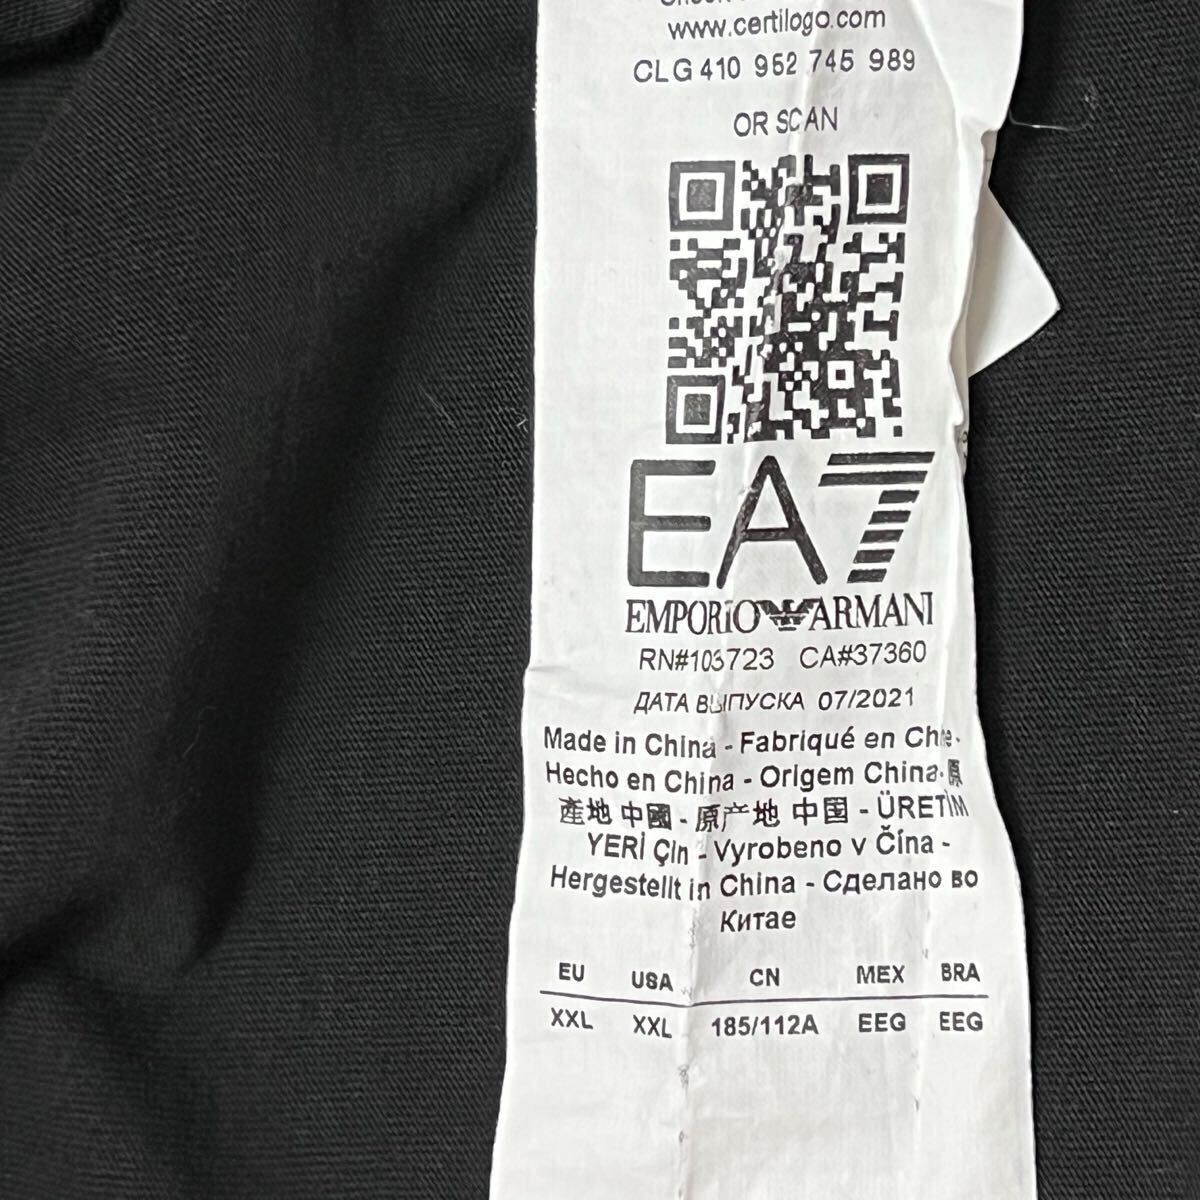 www.certilogo.com
CLG 410 952 745 989
OR SCAN
EA7
EMPORIO ARMANI
RN#103723 CA#37360
ДАТА ВЫПУСКА 07/2021
Made in China - Fabriqué en Chine -
Hecho en China - Origem China - 原
產地 中國 - 原产地 中国 - ÜRETİM
YERİ Çin - Vyrobeno v Čína -
Hergestellt in China - Сделано во
Китае
EU USA CN MEX BRA
XXL XXL 185/112A EEG EEG